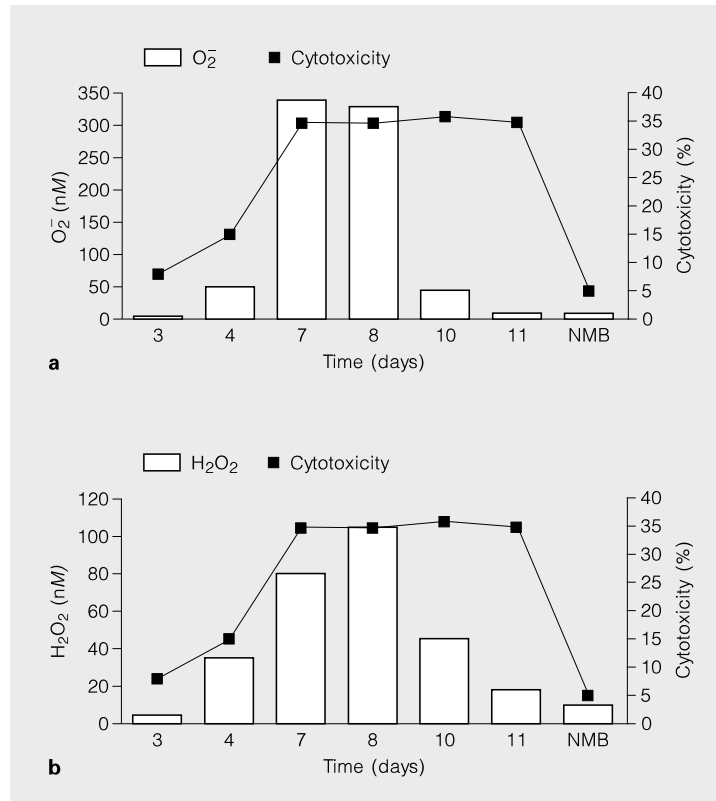 O₂⁻ Cytotoxicity
350 40
300 35
250 30
200 25
150 20
100 15
50 10
0 5
0
O₂⁻ (nM)
Cytotoxicity (%)
3 4 7 8 10 11 NMB
a
Time (days)
H₂O₂ Cytotoxicity
120 40
100 35
80 30
60 25
40 20
20 15
0 10
5
0
H₂O₂ (nM)
Cytotoxicity (%)
3 4 7 8 10 11 NMB
b
Time (days)